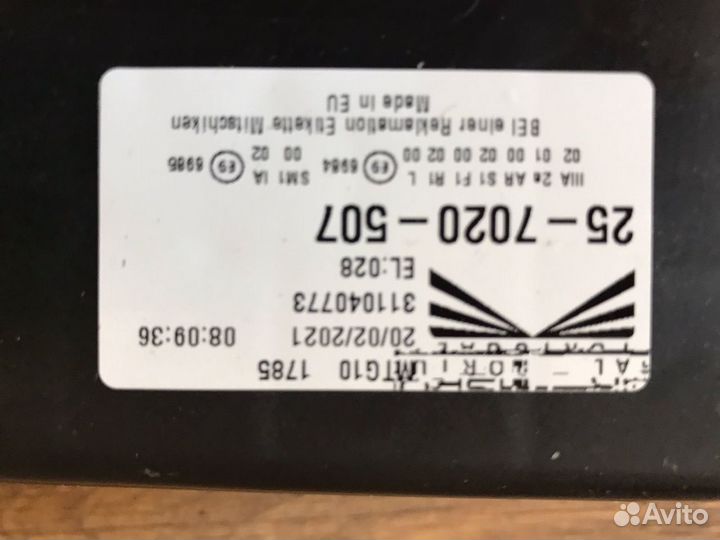 MTG10 1785
20/02/2021 08:09:36
311040773
EL:028
25-7020-507
IIIA 2a AR S1 F1 R1 L E9 6984 SM1 IA E9 6985
02 01 00 02 00 02 00 00 02
BEI einer Reklamation Etikette Mitschiken
Made in EU
Avito